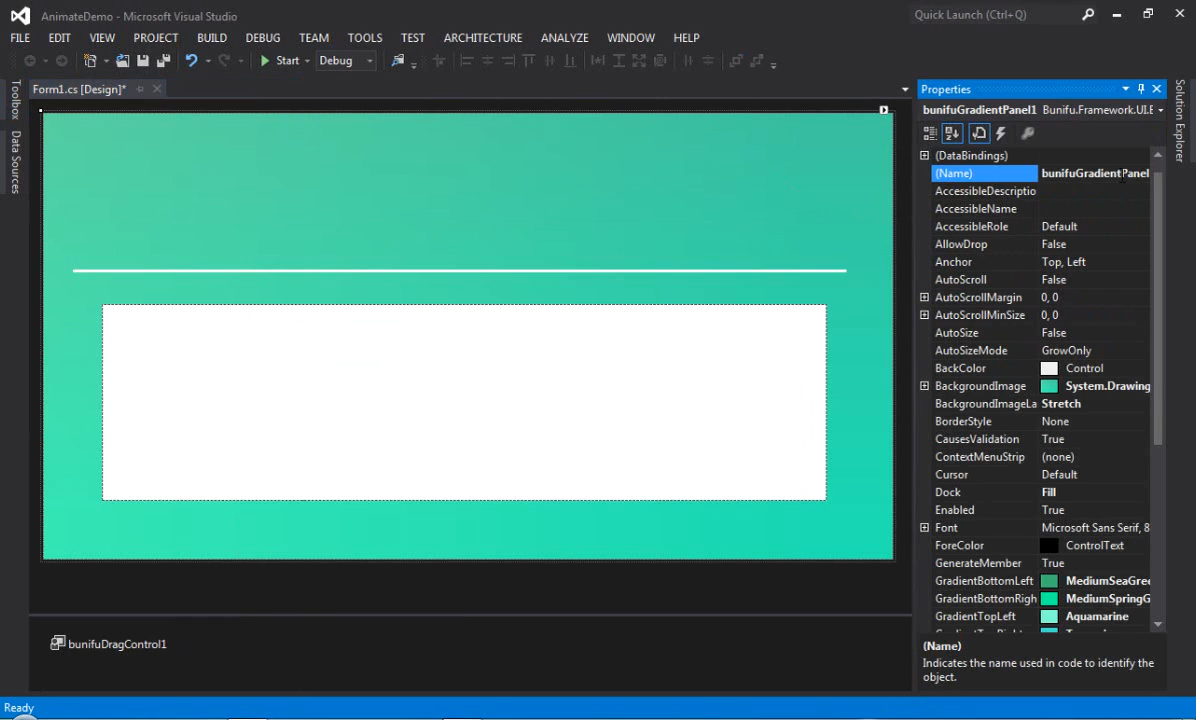 AnimateDemo - Microsoft Visual Studio
Quick Launch (Ctrl+Q)
FILE EDIT VIEW PROJECT BUILD DEBUG TEAM TOOLS TEST ARCHITECTURE ANALYZE WINDOW HELP
Start Debug
Toolbox
Data Sources
Form1.cs [Design]*
bunifuDragControl1
Properties
bunifuGradientPanel1 Bunifu.Framework.UI.B
(DataBindings)
(Name) bunifuGradientPanel
AccessibleDescriptio
AccessibleName
AccessibleRole Default
AllowDrop False
Anchor Top, Left
AutoScroll False
AutoScrollMargin 0, 0
AutoScrollMinSize 0, 0
AutoSize False
AutoSizeMode GrowOnly
BackColor Control
BackgroundImage System.Drawing
BackgroundImageLa Stretch
BorderStyle None
CausesValidation True
ContextMenuStrip (none)
Cursor Default
Dock Fill
Enabled True
Font Microsoft Sans Serif, 8
ForeColor ControlText
GenerateMember True
GradientBottomLeft MediumSeaGree
GradientBottomRigh MediumSpringG
GradientTopLeft Aquamarine
(Name)
Indicates the name used in code to identify the
object.
Solution Explorer
Ready